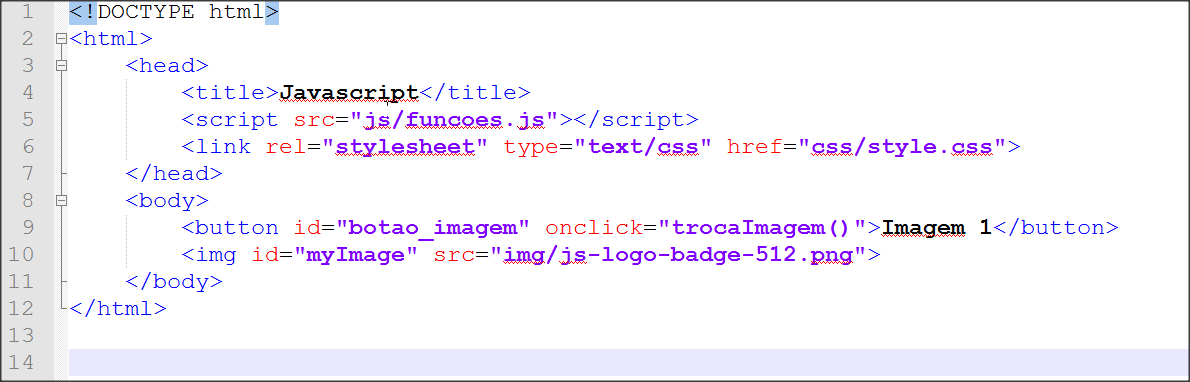 1 <!DOCTYPE html>
2 <html>
3 <head>
4 <title>Javascript</title>
5 <script src="js/funcoes.js"></script>
6 <link rel="stylesheet" type="text/css" href="css/style.css">
7 </head>
8 <body>
9 <button id="botao_imagem" onclick="trocaImagem()">Imagem 1</button>
10 <img id="myImage" src="img/js-logo-badge-512.png">
11 </body>
12 </html>
13
14